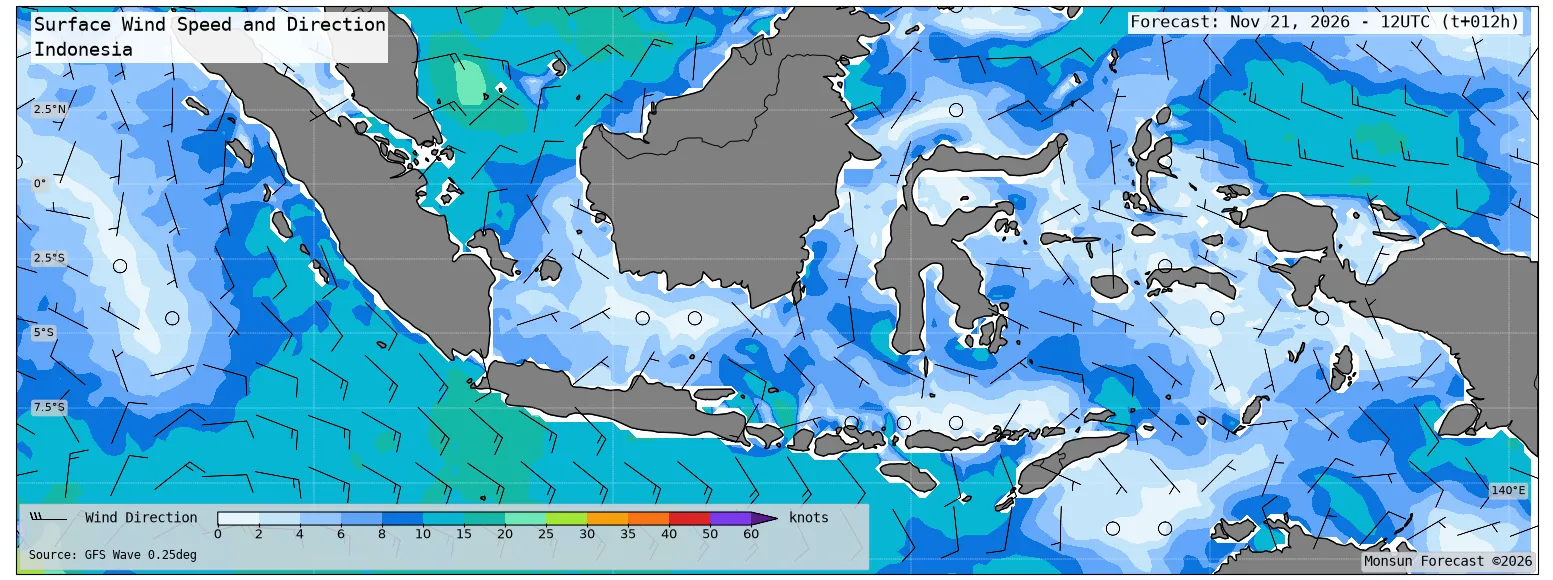 Surface Wind Speed and Direction
Indonesia
Forecast: Nov 21, 2026 - 12UTC (t+012h)
2.5°N
0°
2.5°S
5°S
7.5°S
140°E
Wind Direction
0 2 4 6 8 10 15 20 25 30 35 40 50 60
knots
Source: GFS Wave 0.25deg
Monsun Forecast ©2026